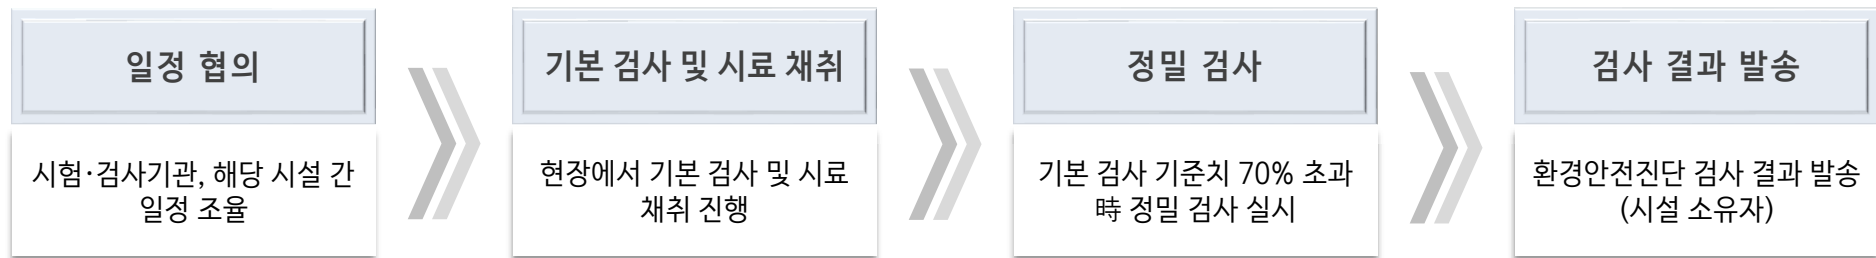 일정 협의
시험·검사기관, 해당 시설 간
일정 조율
기본 검사 및 시료 채취
현장에서 기본 검사 및 시료
채취 진행
정밀 검사
기본 검사 기준치 70% 초과
時 정밀 검사 실시
검사 결과 발송
환경안전진단 검사 결과 발송
(시설 소유자)